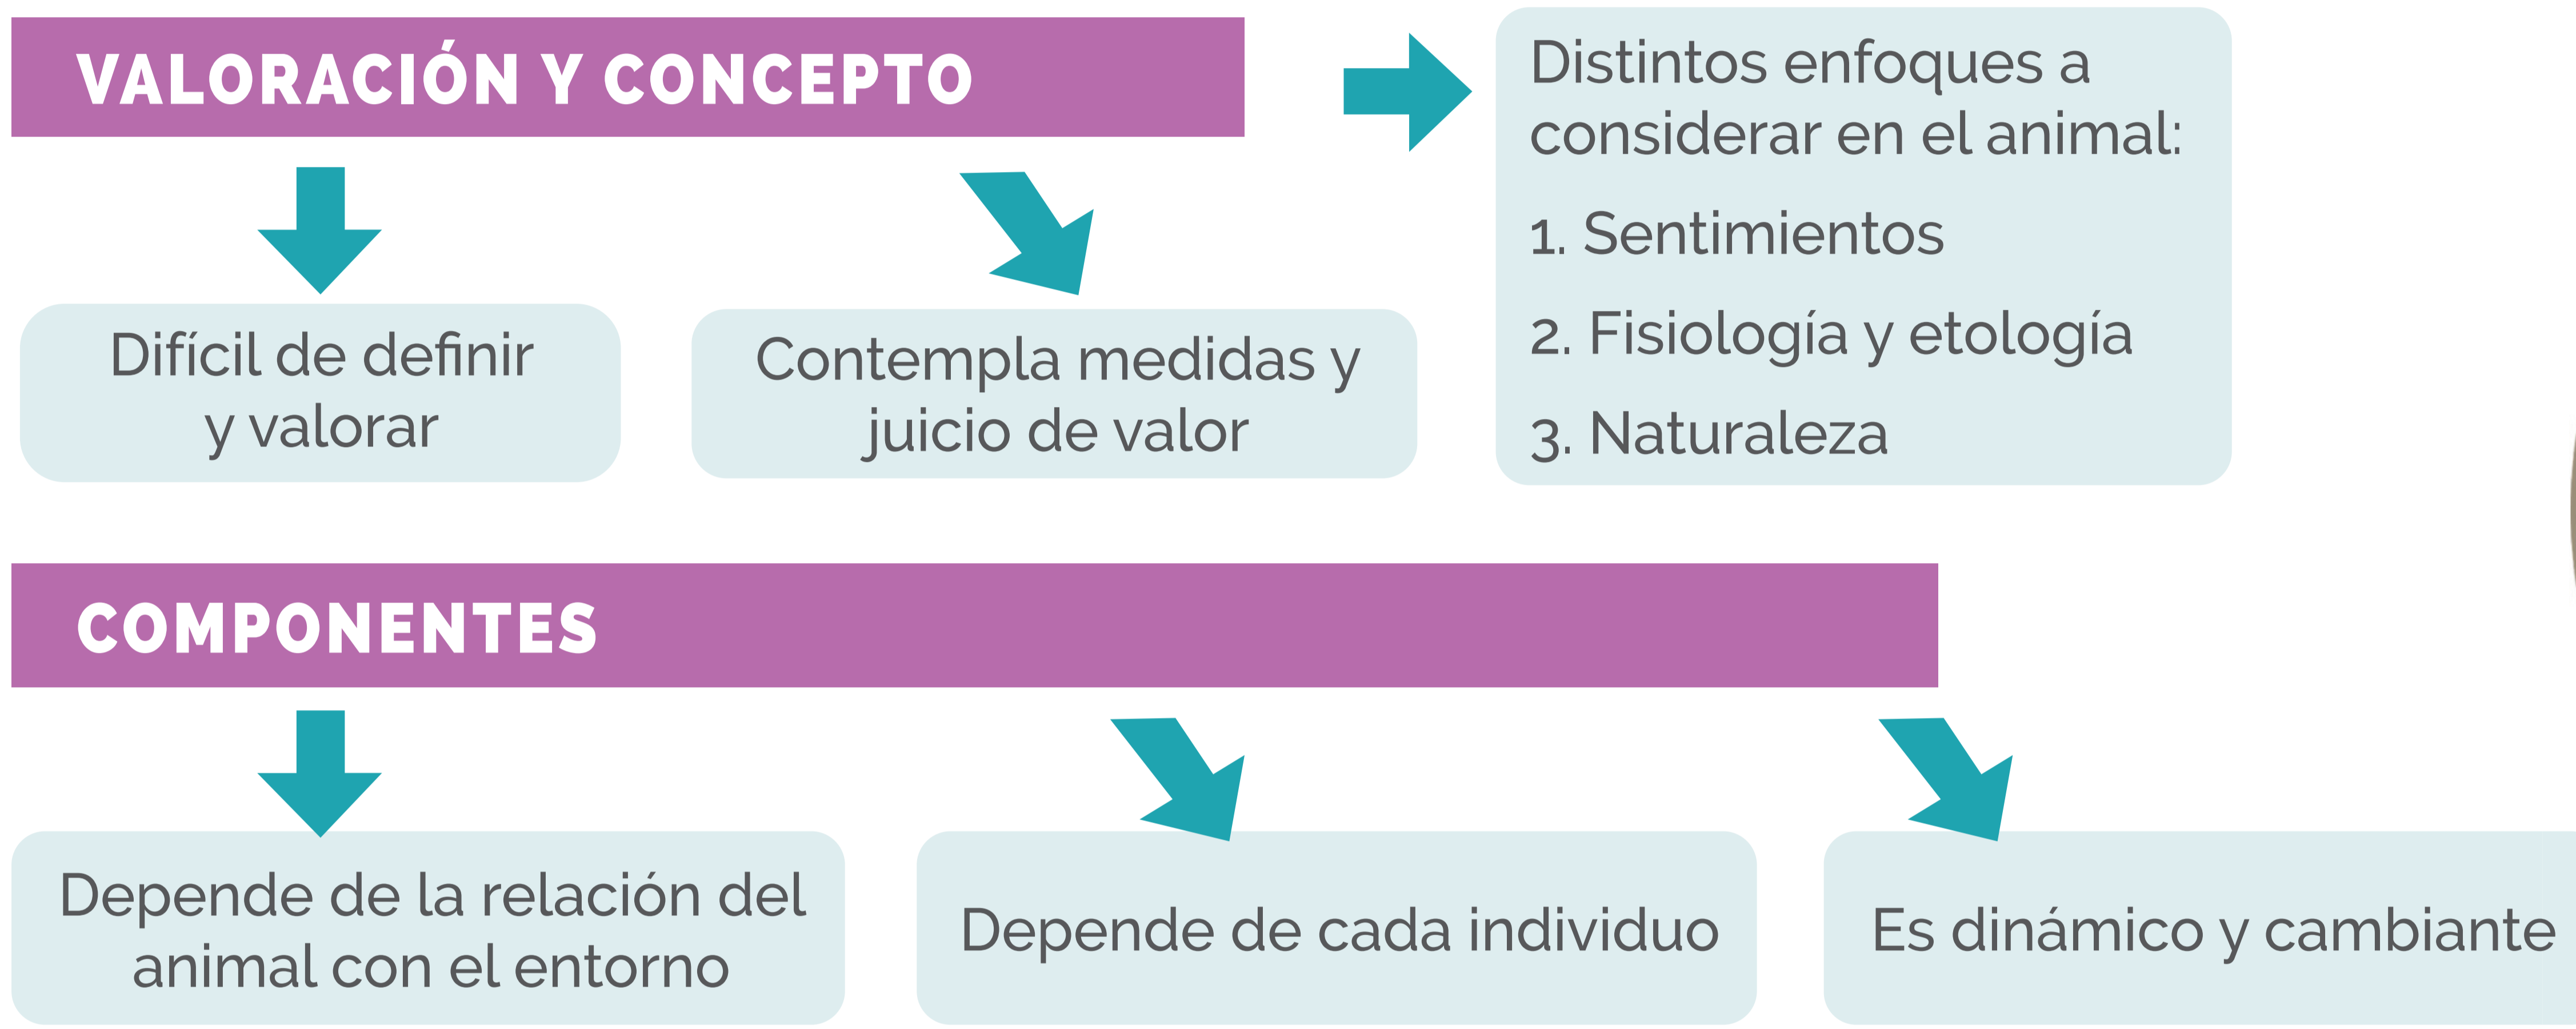 VALORACIÓN Y CONCEPTO
Difícil de definir
y valorar
Contempla medidas y
juicio de valor
Distintos enfoques a
considerar en el animal:
1. Sentimientos
2. Fisiología y etología
3. Naturaleza
COMPONENTES
Depende de la relación del
animal con el entorno
Depende de cada individuo
Es dinámico y cambiante